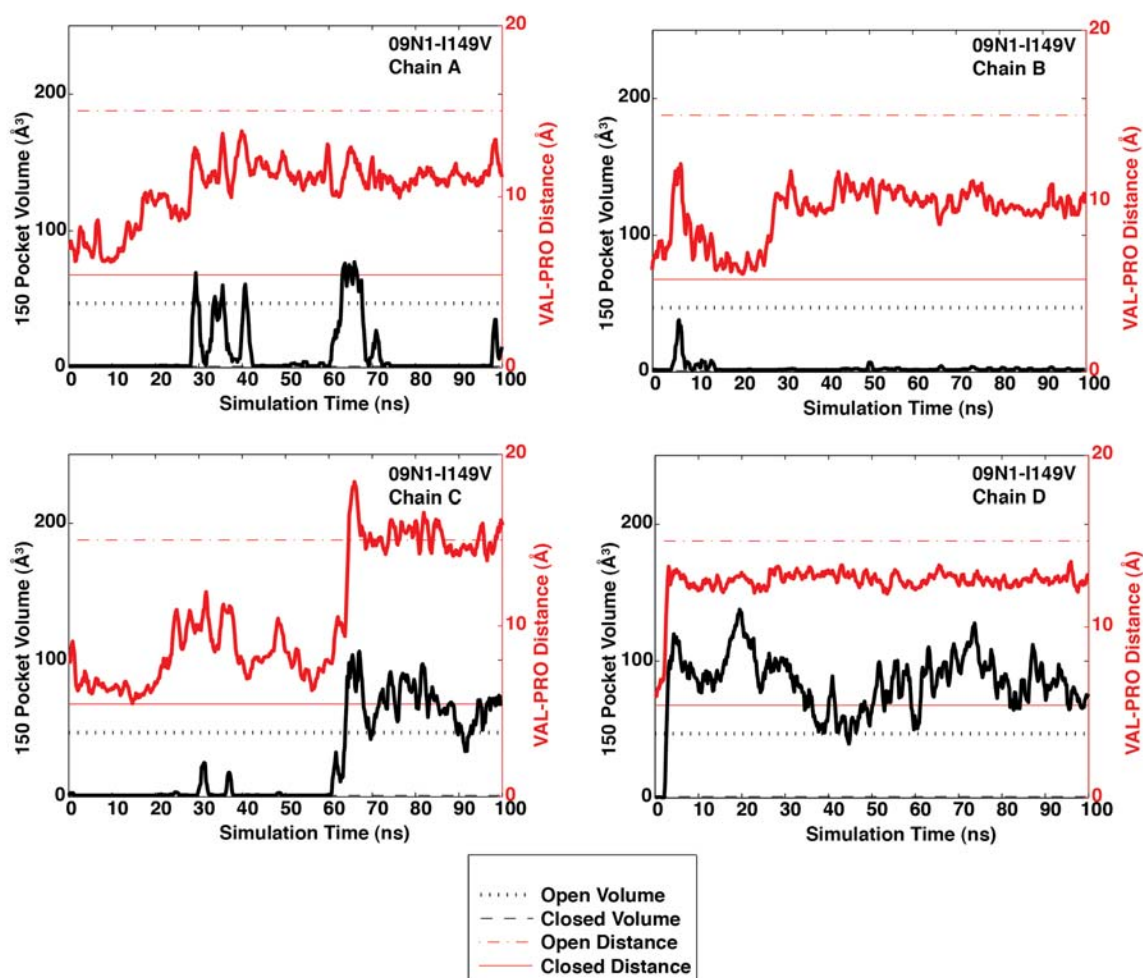 09N1-I149V
Chain A
150 Pocket Volume (Å³)
VAL-PRO Distance (Å)
200
100
0
20
10
0
0 10 20 30 40 50 60 70 80 90 100
Simulation Time (ns)
09N1-I149V
Chain B
150 Pocket Volume (Å³)
VAL-PRO Distance (Å)
200
100
0
20
10
0
0 10 20 30 40 50 60 70 80 90 100
Simulation Time (ns)
09N1-I149V
Chain C
150 Pocket Volume (Å³)
VAL-PRO Distance (Å)
200
100
0
20
10
0
0 10 20 30 40 50 60 70 80 90 100
Simulation Time (ns)
09N1-I149V
Chain D
150 Pocket Volume (Å³)
VAL-PRO Distance (Å)
200
100
0
20
10
0
0 10 20 30 40 50 60 70 80 90 100
Simulation Time (ns)
Open Volume
Closed Volume
Open Distance
Closed Distance